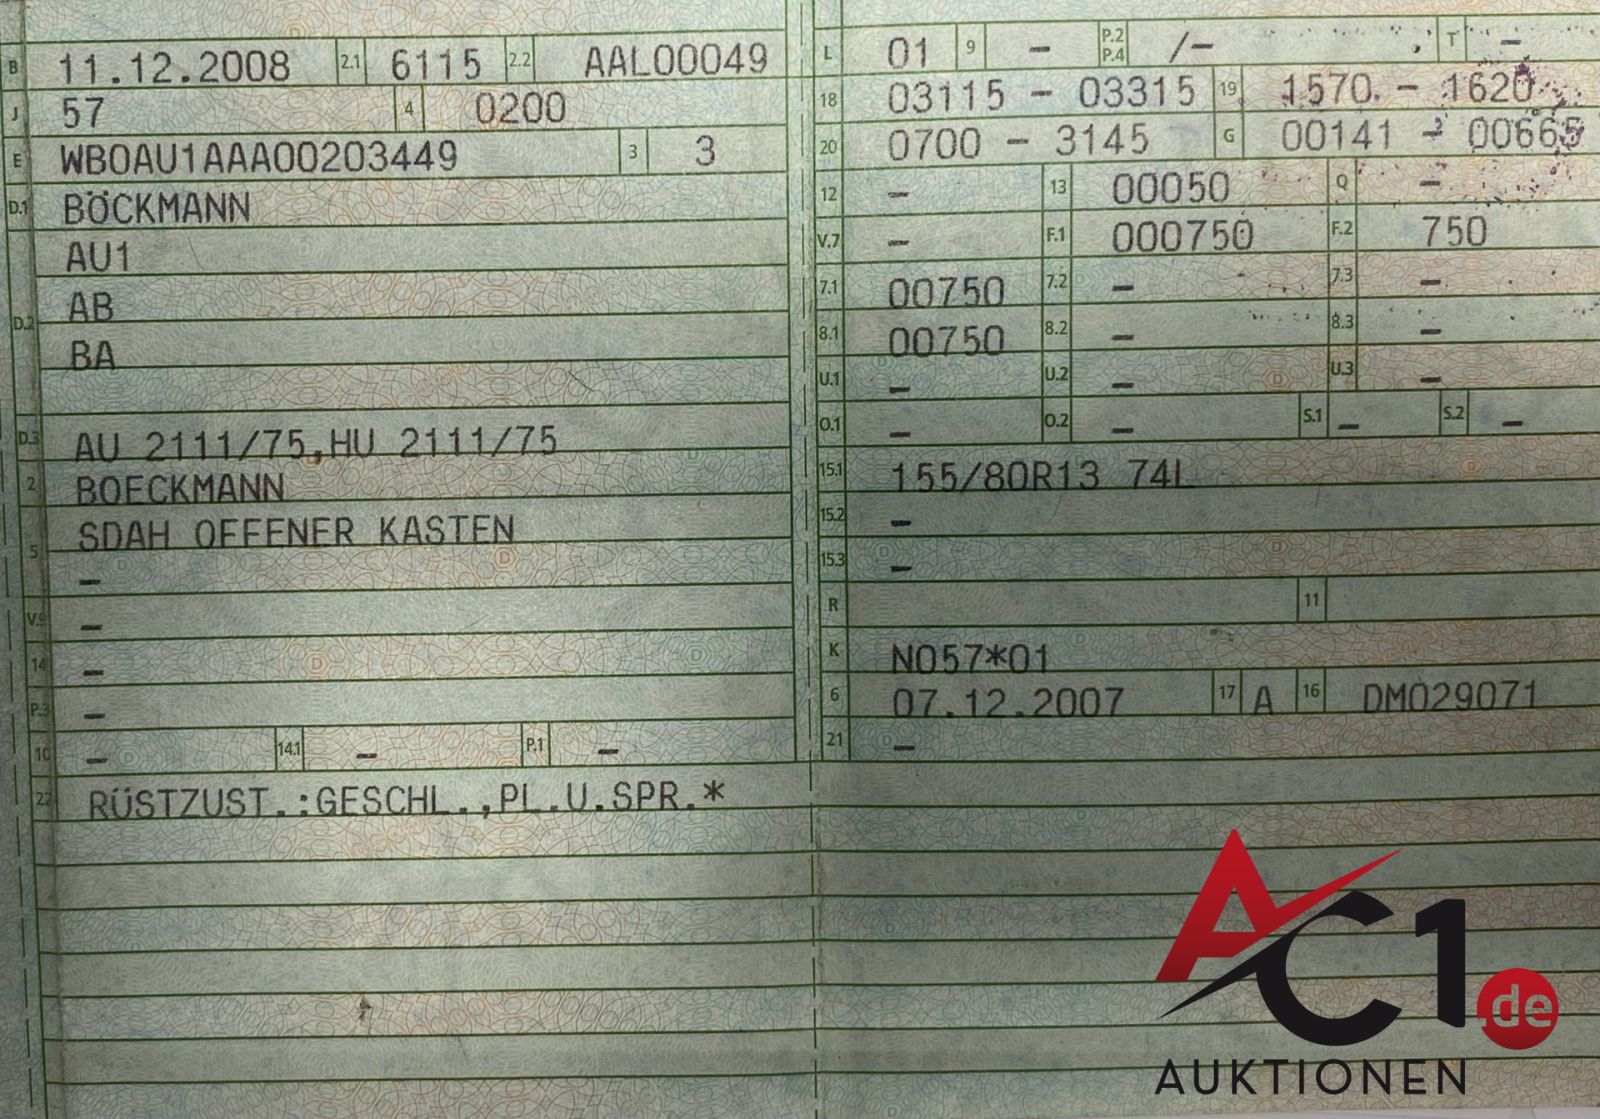 B 11.12.2008 2.1 6115 2.2 AAL00049
J 57 4 0200
E WB0AU1AAA00203449 3 3
D.1 BÖCKMANN
AU1
D.2 AB
BA
D.3 AU 2111/75,HU 2111/75
2 BOECKMANN
SDAH OFFENER KASTEN
5 –
V.9 –
14 –
P.3 –
10 – 14.1 – P.1 –
22 RÜSTZUST.:GESCHL.,PL.U.SPR.*
L 01 9 – P.2 P.4 /– T –
18 03115 – 03315 19 1570 – 1620
20 0700 – 3145 G 00141 – 00665
12 – 13 00050 Q –
V.7 – F.1 000750 F.2 750
7.1 00750 7.2 – 7.3 –
8.1 00750 8.2 – 8.3 –
U.1 – U.2 – U.3 –
O.1 – O.2 – S.1 – S.2 –
15.1 155/80R13 74L
15.2 –
15.3 –
R 11
K N057*01
6 07.12.2007 17 A 16 DM029071
21 –
AC1.de
AUKTIONEN